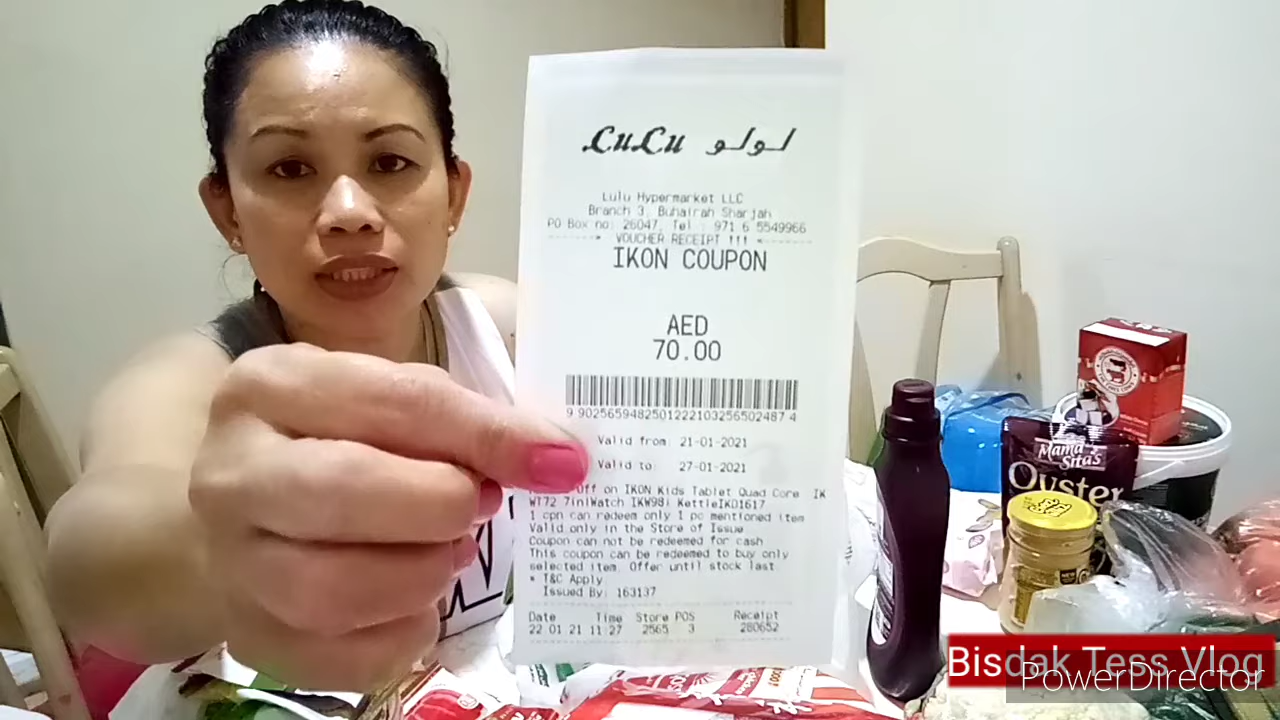 LuLu لولو
Lulu Hypermarket LLC
Branch 3, Buhairah Sharjah
PO Box no: 26047, Tel : 971 6 5549966
VOUCHER RECEIPT !!!
IKON COUPON
AED
70.00
9 902565948250122210325650248 7 4
Valid from: 21-01-2021
Valid to: 27-01-2021
Off on IKON Kids Tablet Quad Core IK
WT72 7in1Watch IKW98i KettleIKD1617
1 cpn can redeem only 1 pc mentioned item
Valid only in the Store of Issue
Coupon can not be redeemed for cash
This coupon can be redeemed to buy only
selected item. Offer until stock last
* T&C Apply
Issued By: 163137
Date Time Store POS Receipt
22 01 21 11:27 2565 3 280652
Mama Sita's
Oyster
Bisdak Tess Vlog
PowerDirector